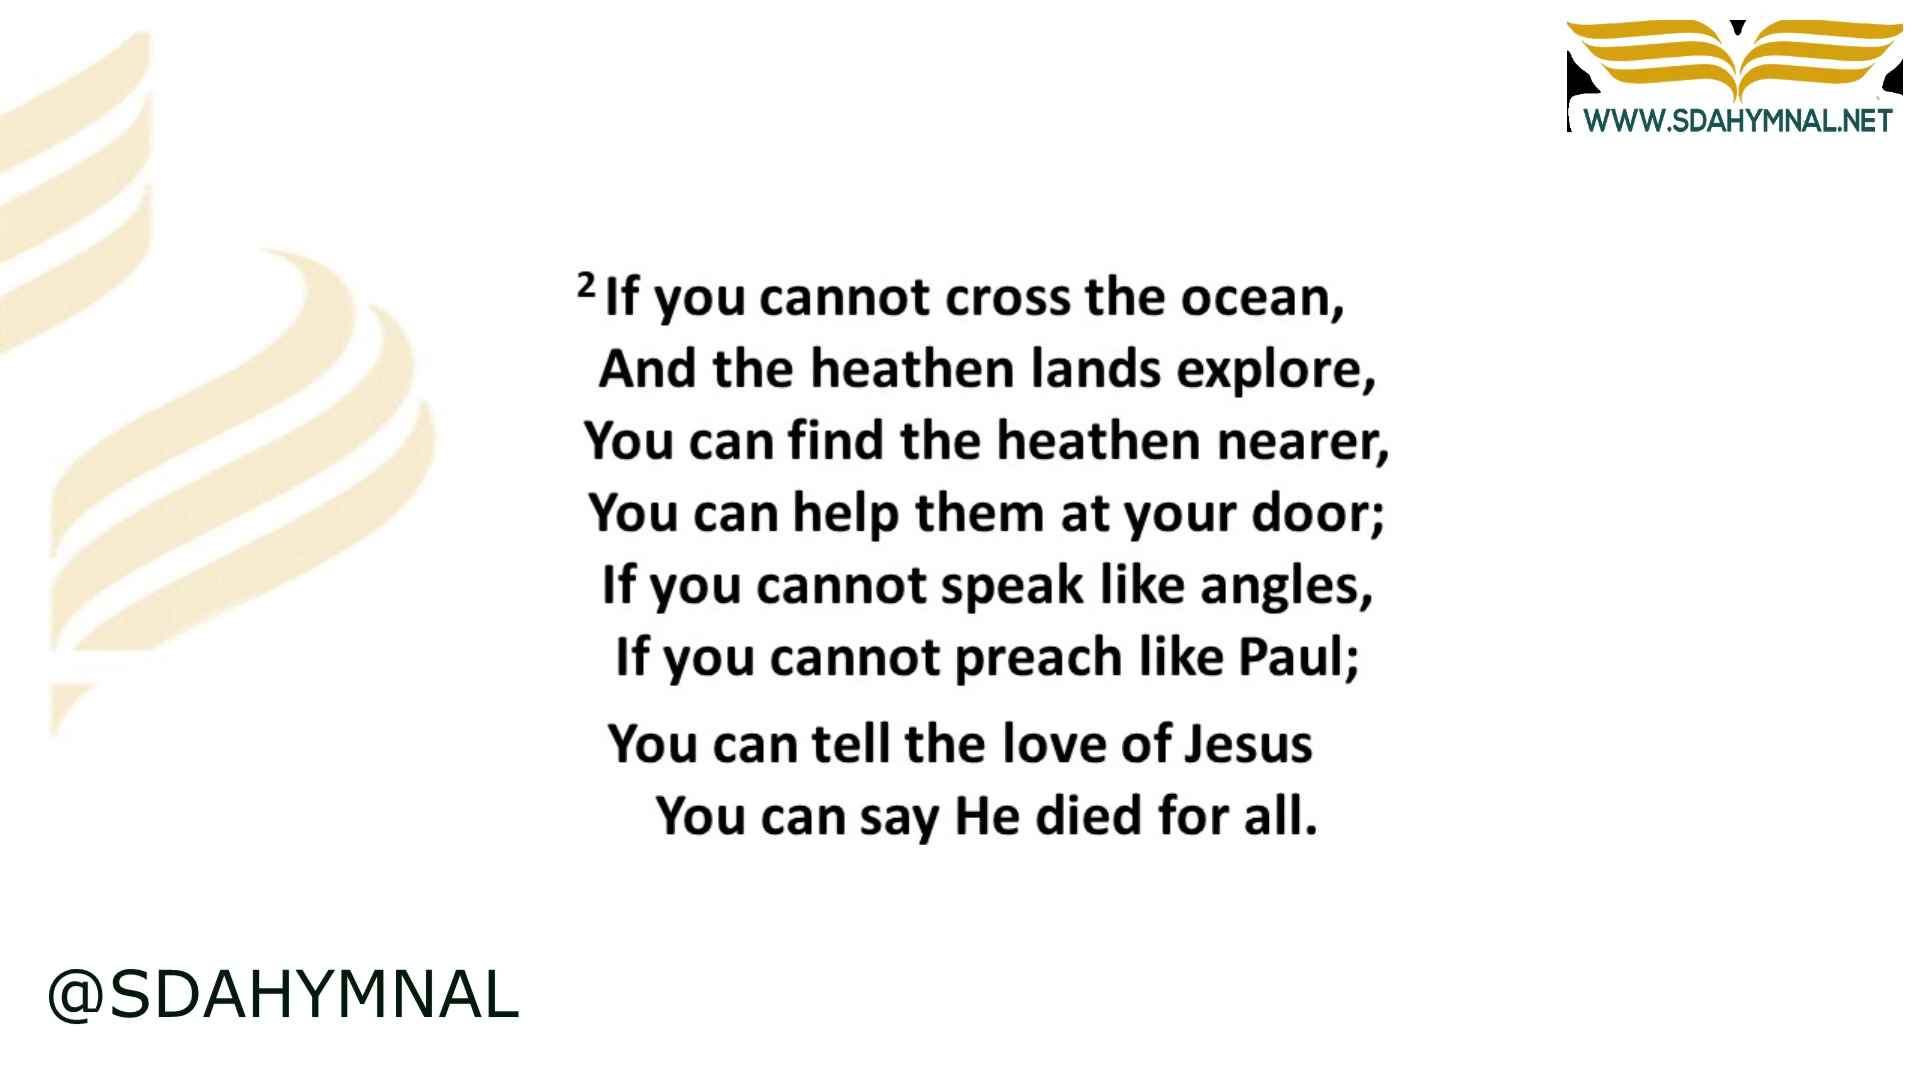 WWW.SDAHYMNAL.NET
2 If you cannot cross the ocean,
And the heathen lands explore,
You can find the heathen nearer,
You can help them at your door;
If you cannot speak like angles,
If you cannot preach like Paul;
You can tell the love of Jesus
You can say He died for all.
@SDAHYMNAL